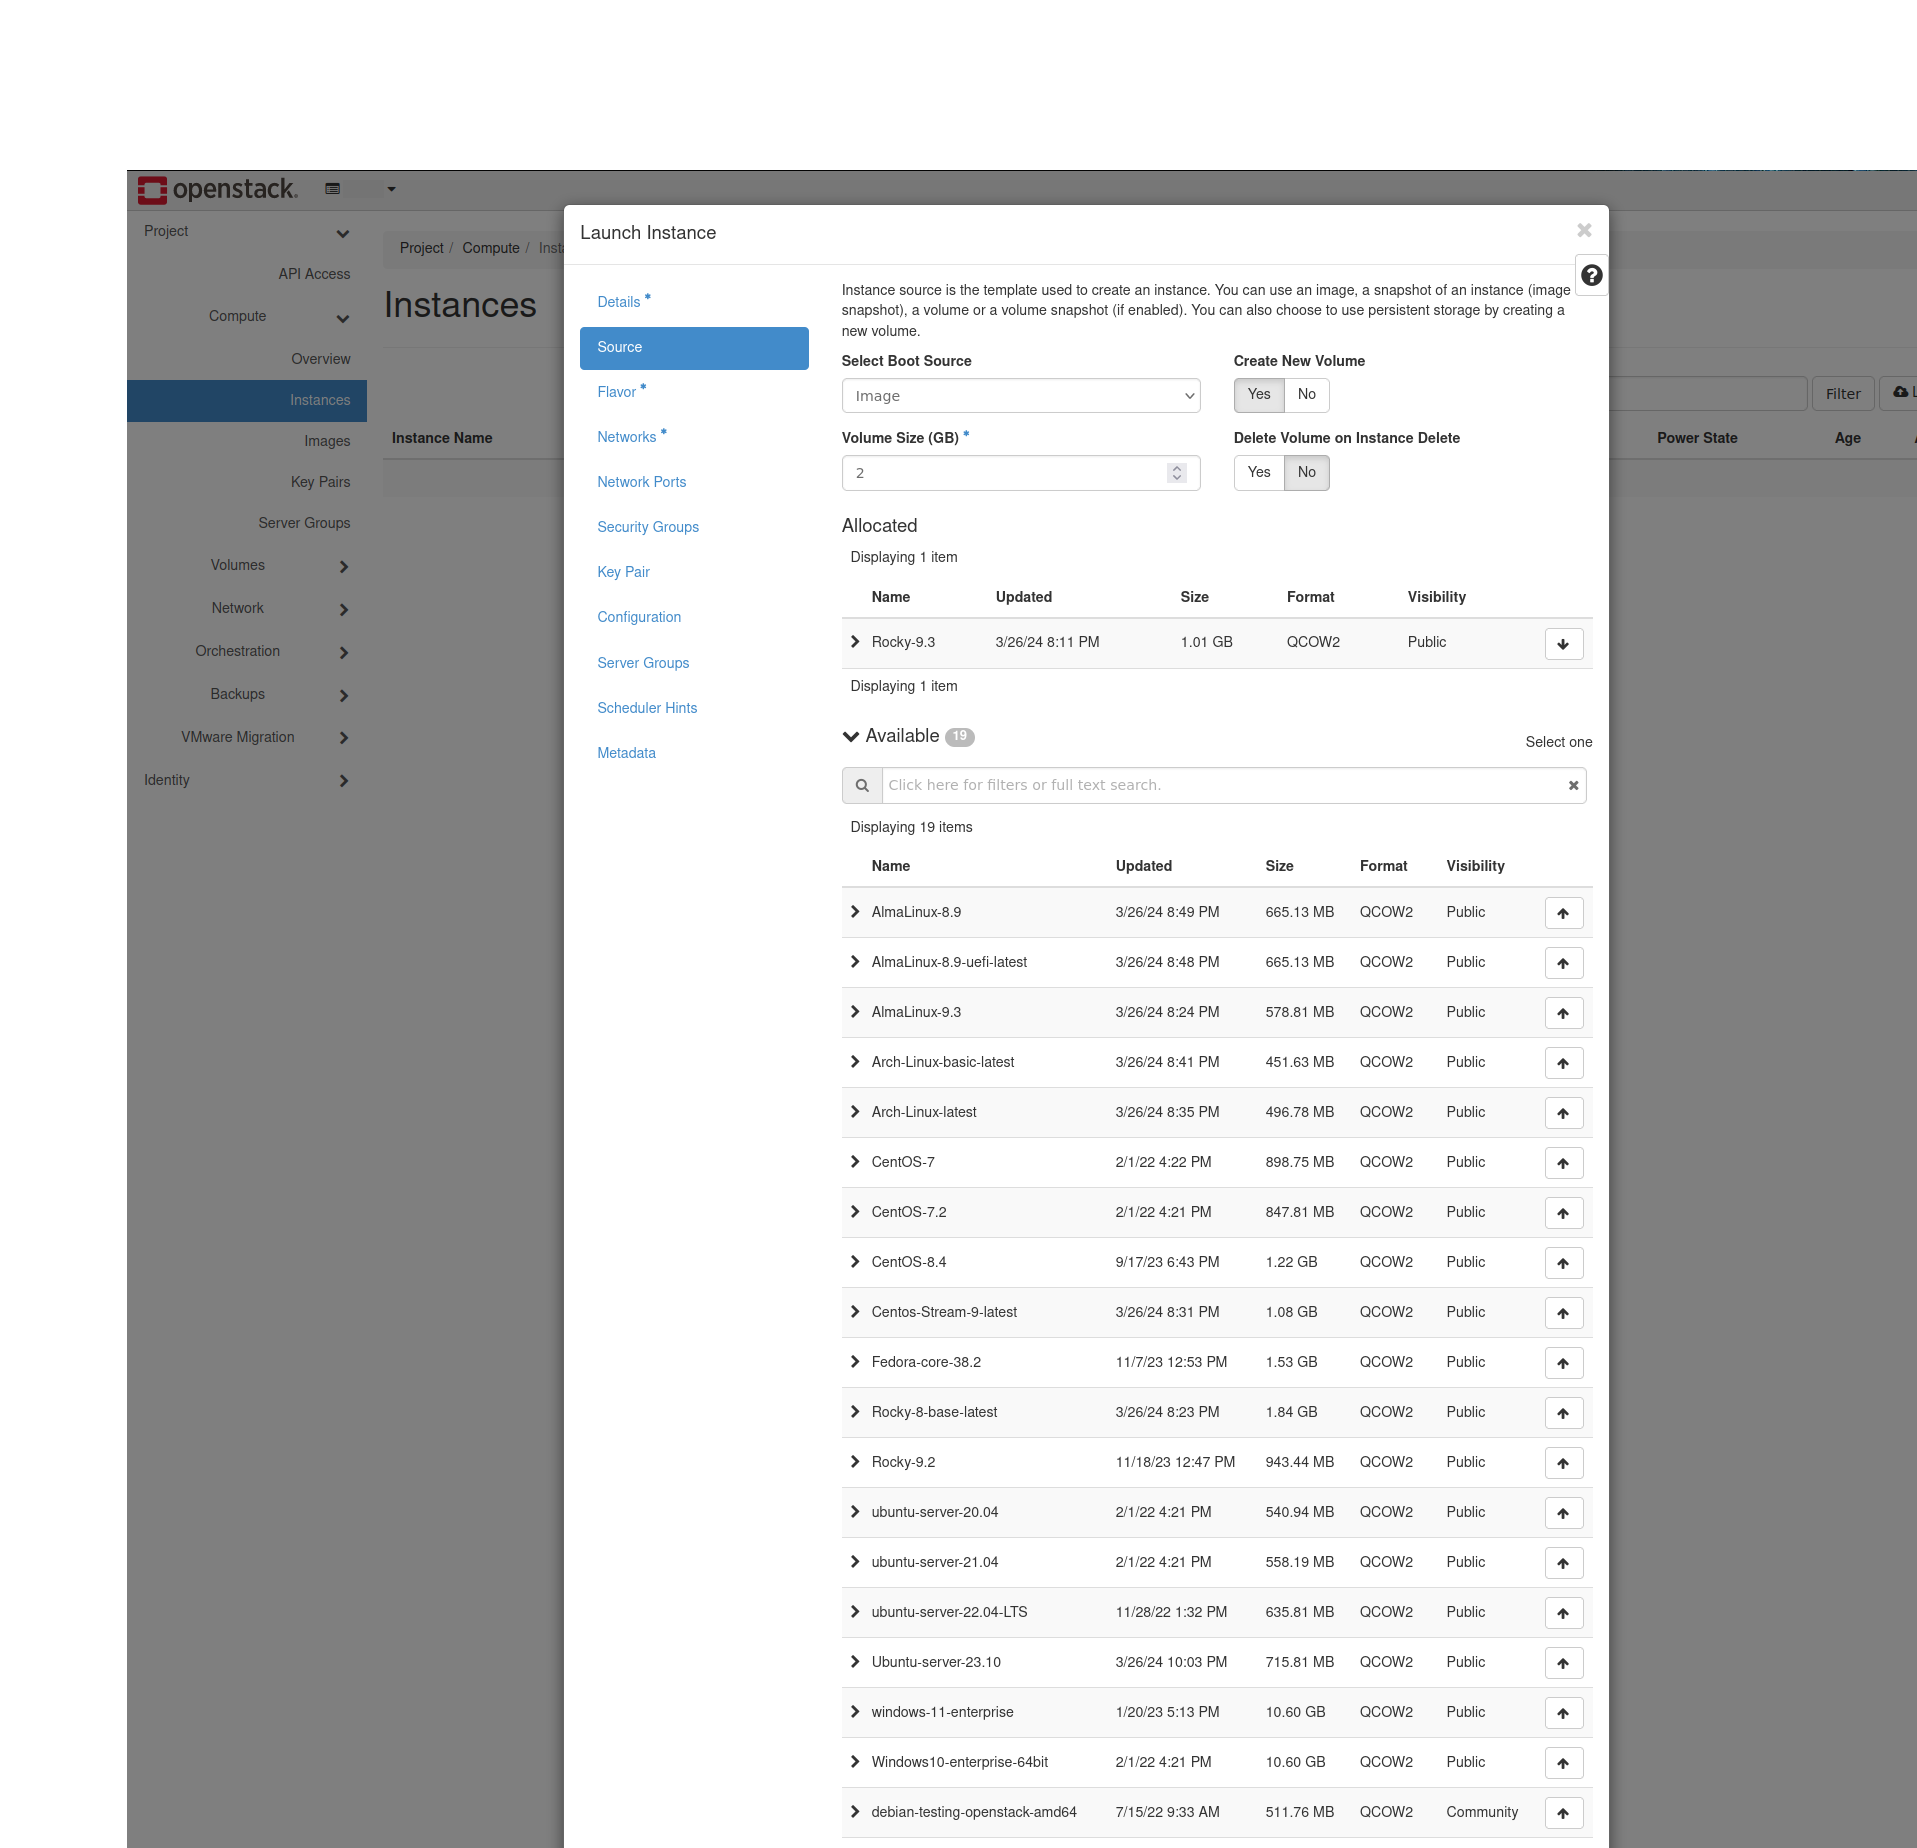 openstack.
Project
API Access
Compute
Overview
Instances
Images
Key Pairs
Server Groups
Volumes
Network
Orchestration
Backups
VMware Migration
Identity
Project / Compute /
Instances
Filter
Instance Name
Power State
Age
Launch Instance
Details *
Source
Flavor *
Networks *
Network Ports
Security Groups
Key Pair
Configuration
Server Groups
Scheduler Hints
Metadata
Instance source is the template used to create an instance. You can use an image, a snapshot of an instance (image
snapshot), a volume or a volume snapshot (if enabled). You can also choose to use persistent storage by creating a
new volume.
Select Boot Source
Create New Volume
Image
Yes No
Volume Size (GB) *
Delete Volume on Instance Delete
2
Yes No
Allocated
Displaying 1 item
Name Updated Size Format Visibility
Rocky-9.3 3/26/24 8:11 PM 1.01 GB QCOW2 Public
Displaying 1 item
Available 19
Select one
Click here for filters or full text search.
Displaying 19 items
Name Updated Size Format Visibility
AlmaLinux-8.9 3/26/24 8:49 PM 665.13 MB QCOW2 Public
AlmaLinux-8.9-uefi-latest 3/26/24 8:48 PM 665.13 MB QCOW2 Public
AlmaLinux-9.3 3/26/24 8:24 PM 578.81 MB QCOW2 Public
Arch-Linux-basic-latest 3/26/24 8:41 PM 451.63 MB QCOW2 Public
Arch-Linux-latest 3/26/24 8:35 PM 496.78 MB QCOW2 Public
CentOS-7 2/1/22 4:22 PM 898.75 MB QCOW2 Public
CentOS-7.2 2/1/22 4:21 PM 847.81 MB QCOW2 Public
CentOS-8.4 9/17/23 6:43 PM 1.22 GB QCOW2 Public
Centos-Stream-9-latest 3/26/24 8:31 PM 1.08 GB QCOW2 Public
Fedora-core-38.2 11/7/23 12:53 PM 1.53 GB QCOW2 Public
Rocky-8-base-latest 3/26/24 8:23 PM 1.84 GB QCOW2 Public
Rocky-9.2 11/18/23 12:47 PM 943.44 MB QCOW2 Public
ubuntu-server-20.04 2/1/22 4:21 PM 540.94 MB QCOW2 Public
ubuntu-server-21.04 2/1/22 4:21 PM 558.19 MB QCOW2 Public
ubuntu-server-22.04-LTS 11/28/22 1:32 PM 635.81 MB QCOW2 Public
Ubuntu-server-23.10 3/26/24 10:03 PM 715.81 MB QCOW2 Public
windows-11-enterprise 1/20/23 5:13 PM 10.60 GB QCOW2 Public
Windows10-enterprise-64bit 2/1/22 4:21 PM 10.60 GB QCOW2 Public
debian-testing-openstack-amd64 7/15/22 9:33 AM 511.76 MB QCOW2 Community